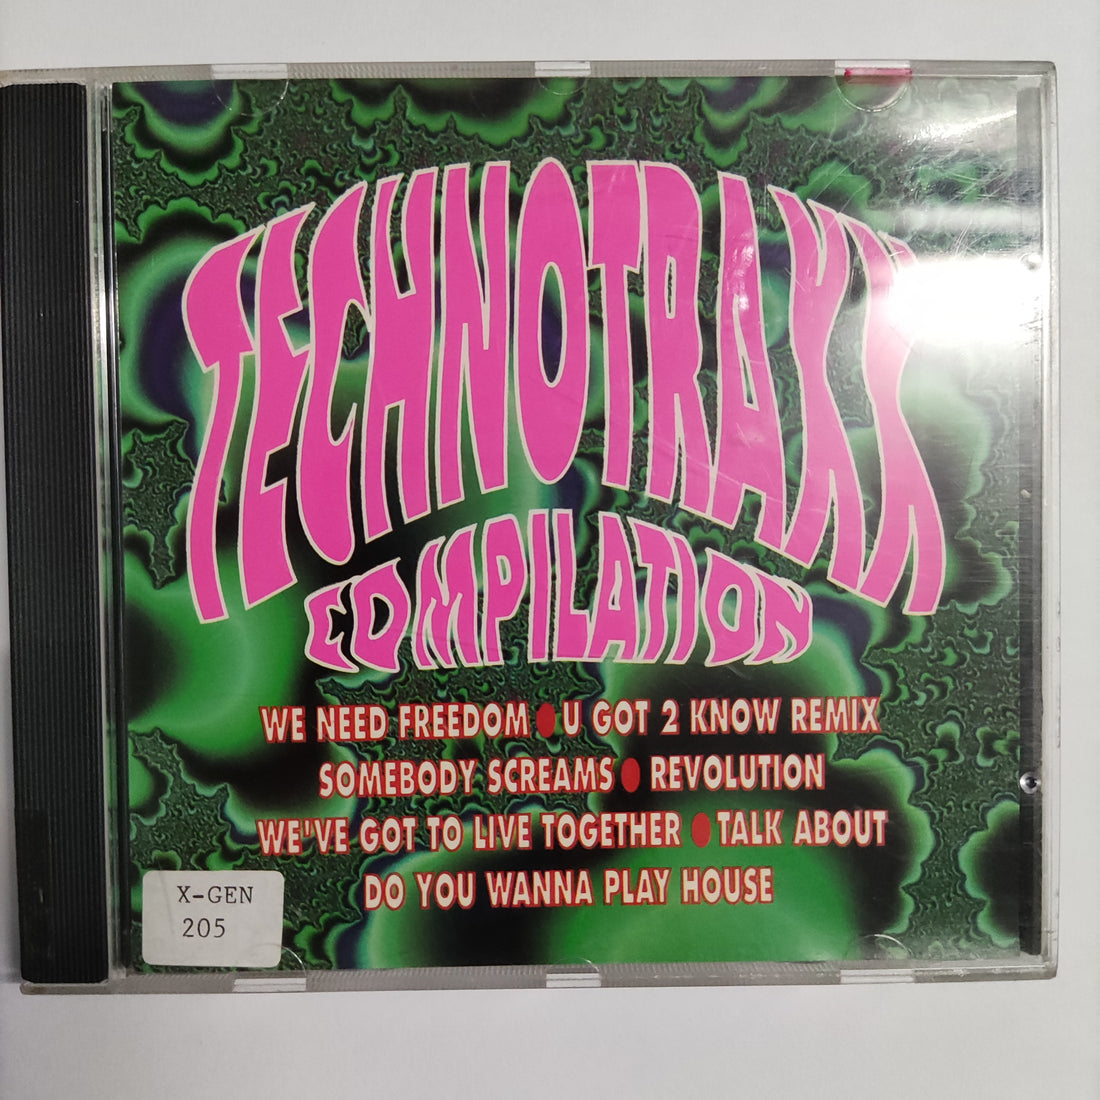 TECHNOTRAXX
COMPILATION
WE NEED FREEDOM ● U GOT 2 KNOW REMIX
SOMEBODY SCREAMS ● REVOLUTION
WE'VE GOT TO LIVE TOGETHER ● TALK ABOUT
DO YOU WANNA PLAY HOUSE
X-GEN
205